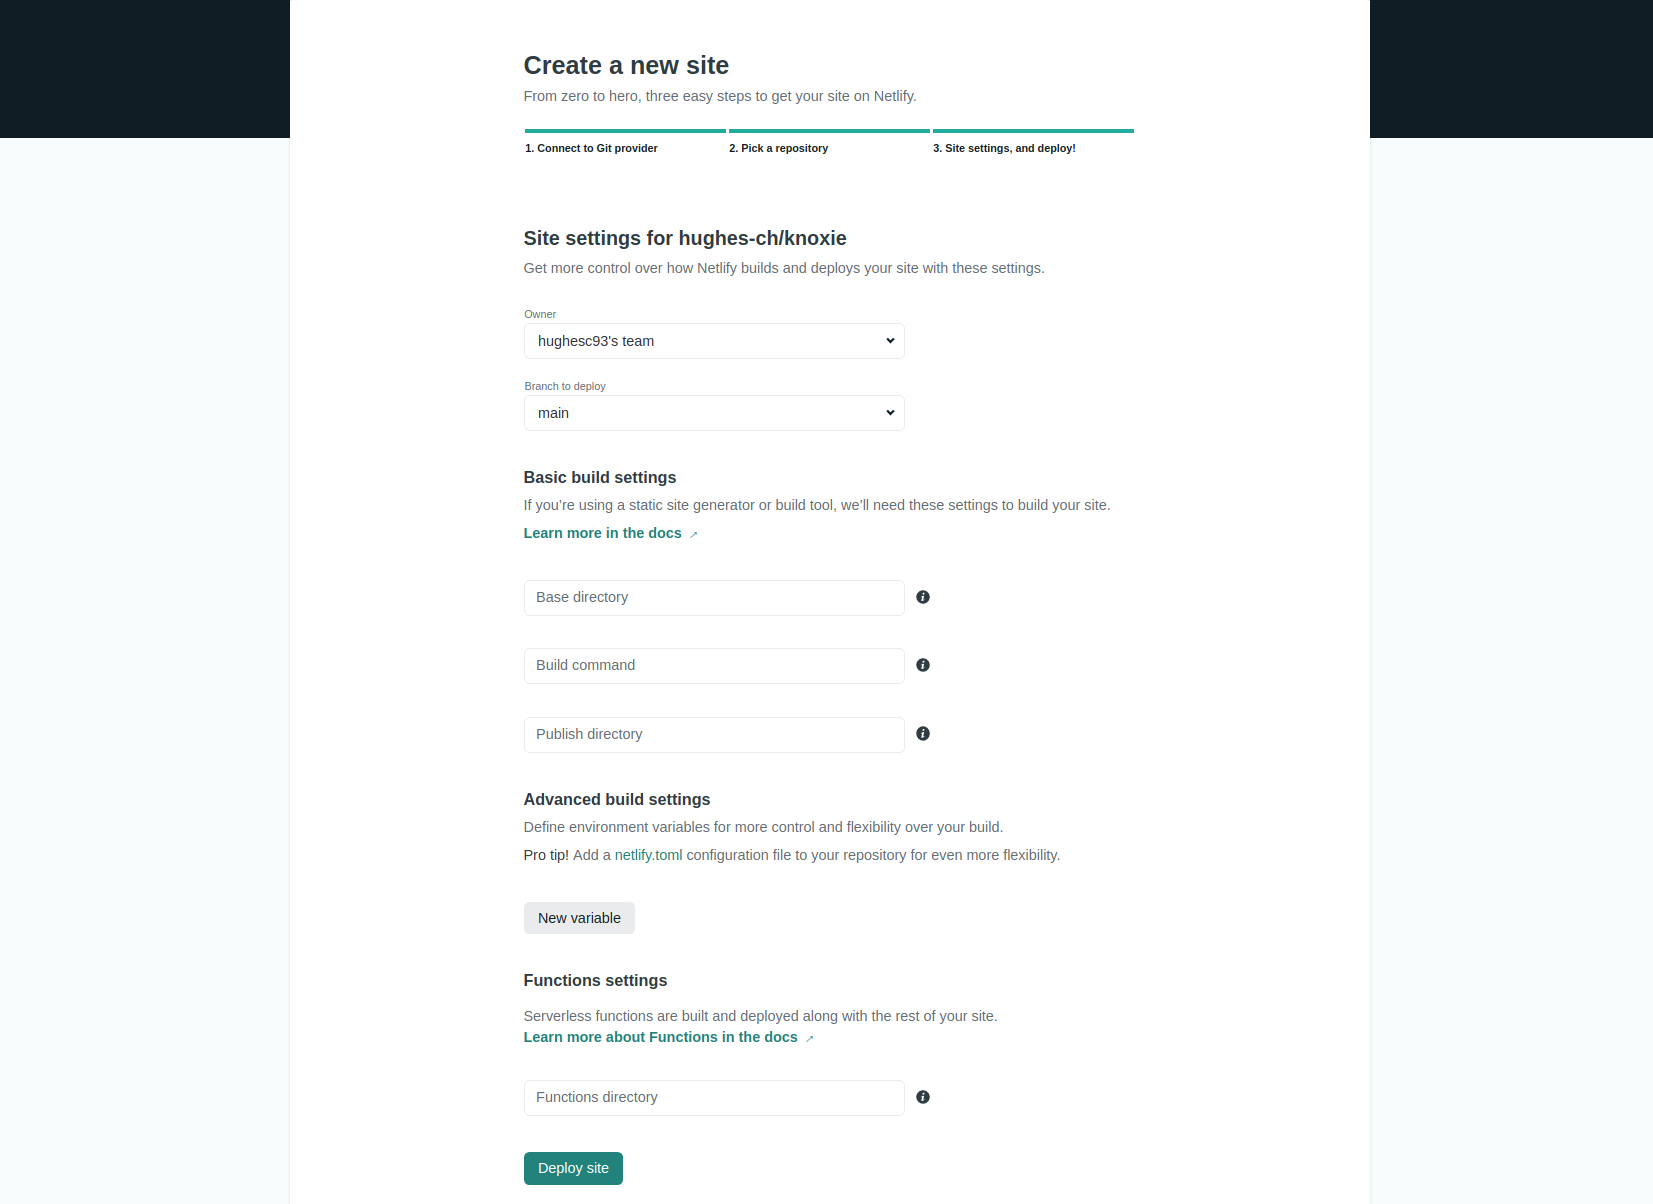 Create a new site
From zero to hero, three easy steps to get your site on Netlify.
1. Connect to Git provider
2. Pick a repository
3. Site settings, and deploy!
Site settings for hughes-ch/knoxie
Get more control over how Netlify builds and deploys your site with these settings.
Owner
hughesc93's team
Branch to deploy
main
Basic build settings
If you’re using a static site generator or build tool, we’ll need these settings to build your site.
Learn more in the docs ↗
Base directory
Build command
Publish directory
Advanced build settings
Define environment variables for more control and flexibility over your build.
Pro tip! Add a netlify.toml configuration file to your repository for even more flexibility.
New variable
Functions settings
Serverless functions are built and deployed along with the rest of your site.
Learn more about Functions in the docs ↗
Functions directory
Deploy site